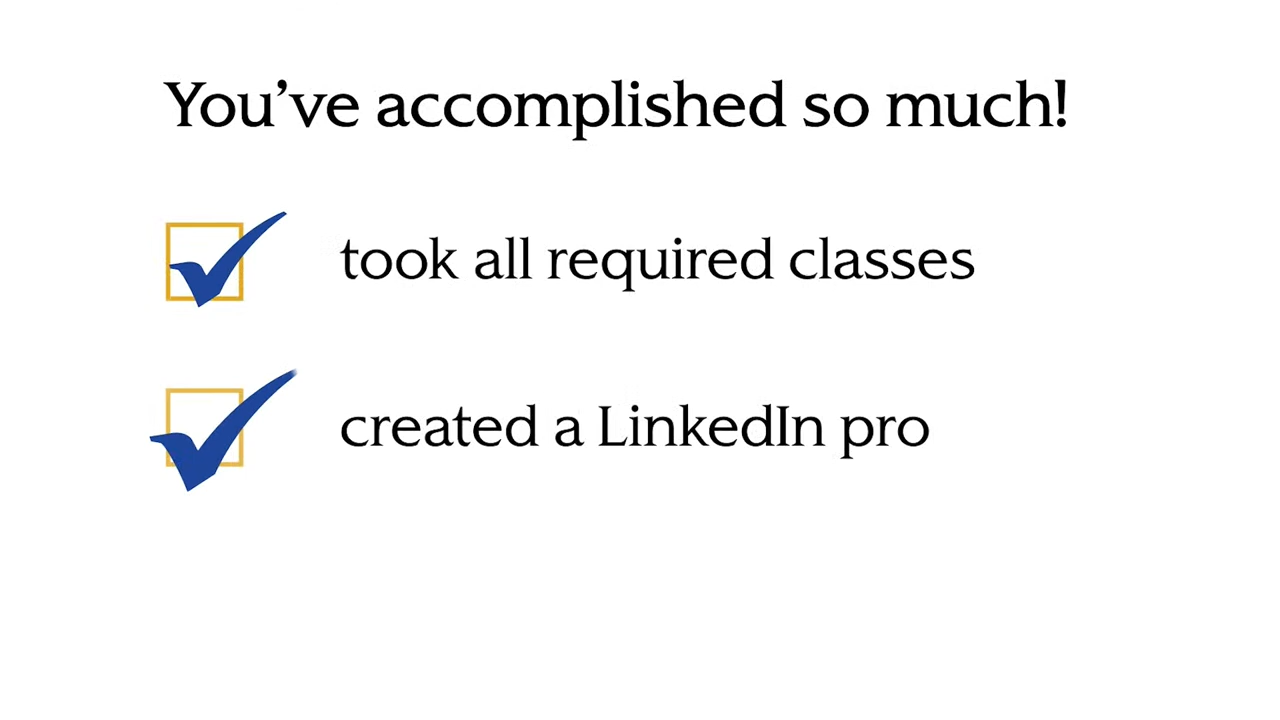 You've accomplished so much!
took all required classes
created a LinkedIn pro